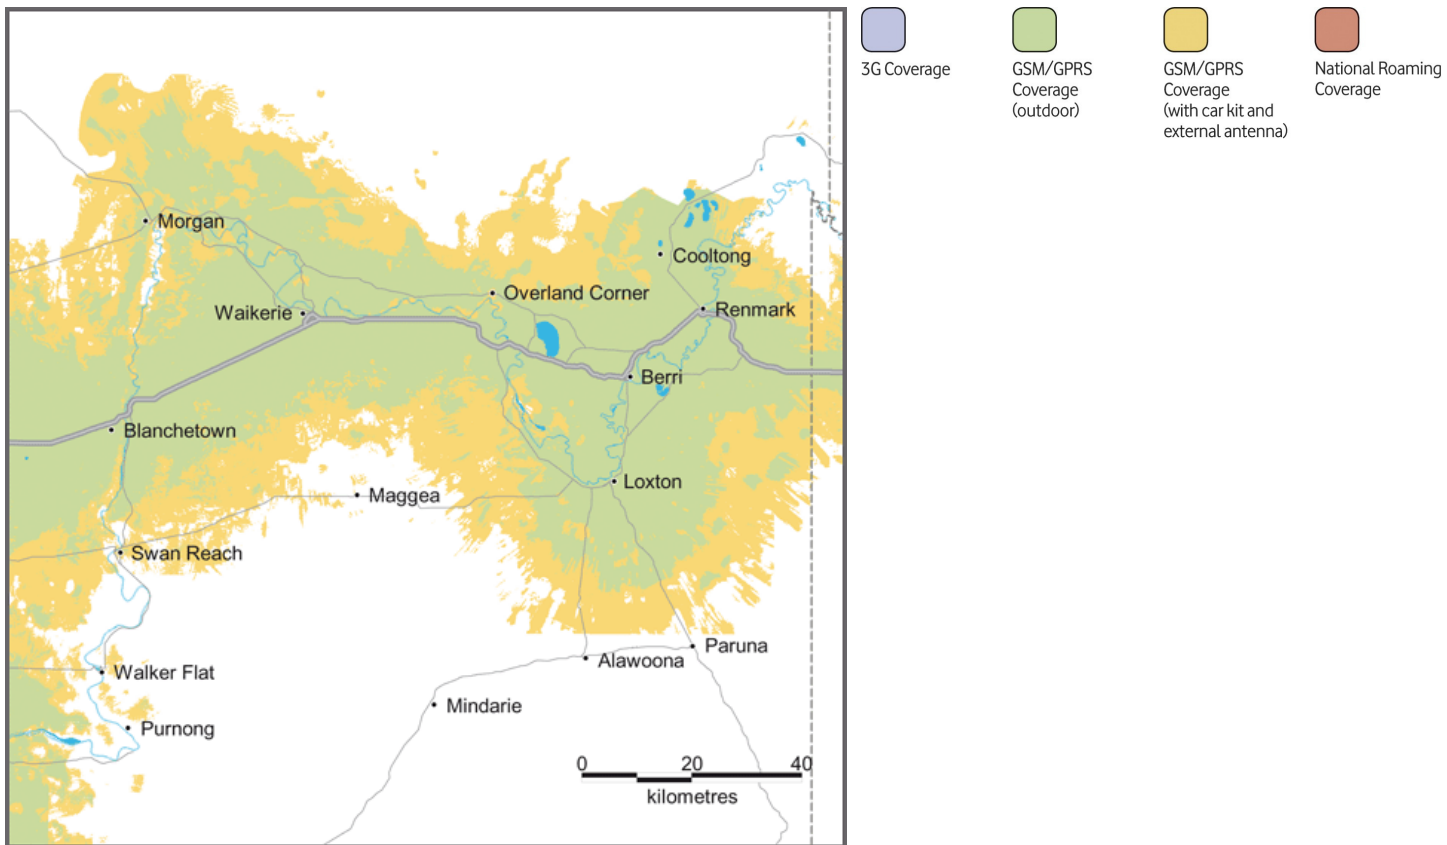 3G Coverage
GSM/GPRS
Coverage
(outdoor)
GSM/GPRS
Coverage
(with car kit and
external antenna)
National Roaming
Coverage
Morgan
Cooltong
Overland Corner
Waikerie
Renmark
Berri
Blanchetown
Loxton
Maggea
Swan Reach
Paruna
Alawoona
Walker Flat
Mindarie
Purnong
0 20 40
kilometres